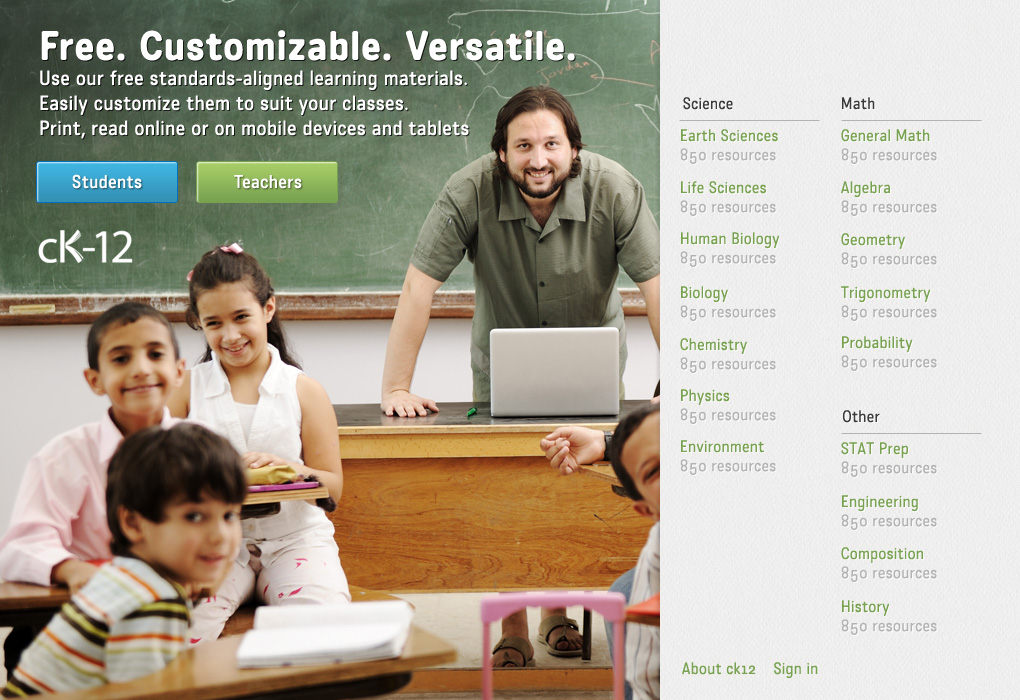 Free. Customizable. Versatile.
Use our free standards-aligned learning materials.
Easily customize them to suit your classes.
Print, read online or on mobile devices and tablets
Students
Teachers
cK-12
Jordan
Science
Earth Sciences
850 resources
Life Sciences
850 resources
Human Biology
850 resources
Biology
850 resources
Chemistry
850 resources
Physics
850 resources
Environment
850 resources
Math
General Math
850 resources
Algebra
850 resources
Geometry
850 resources
Trigonometry
850 resources
Probability
850 resources
Other
STAT Prep
850 resources
Engineering
850 resources
Composition
850 resources
History
850 resources
About ck12
Sign in